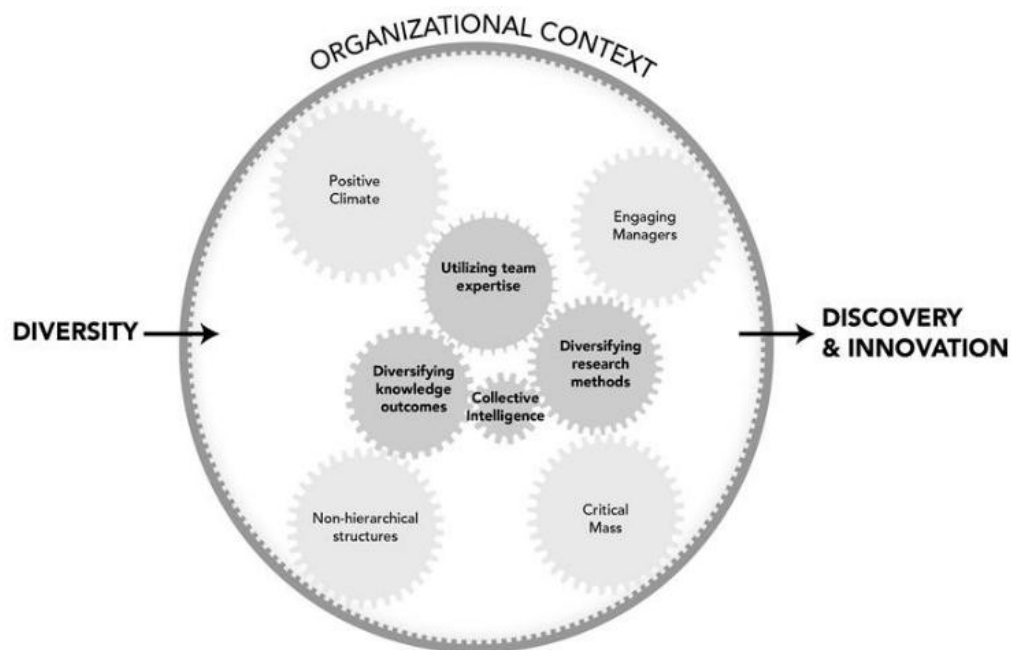 ORGANIZATIONAL CONTEXT
Positive
Climate
Engaging
Managers
Utilizing team
expertise
DIVERSITY
DISCOVERY
& INNOVATION
Diversifying
knowledge
outcomes
Collective
Intelligence
Diversifying
research
methods
Non-hierarchical
structures
Critical
Mass